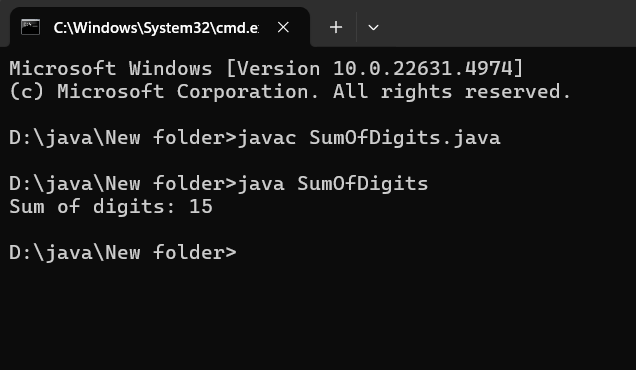 C:\Windows\System32\cmd.e
Microsoft Windows [Version 10.0.22631.4974]
(c) Microsoft Corporation. All rights reserved.
D:\java\New folder>javac SumOfDigits.java
D:\java\New folder>java SumOfDigits
Sum of digits: 15
D:\java\New folder>